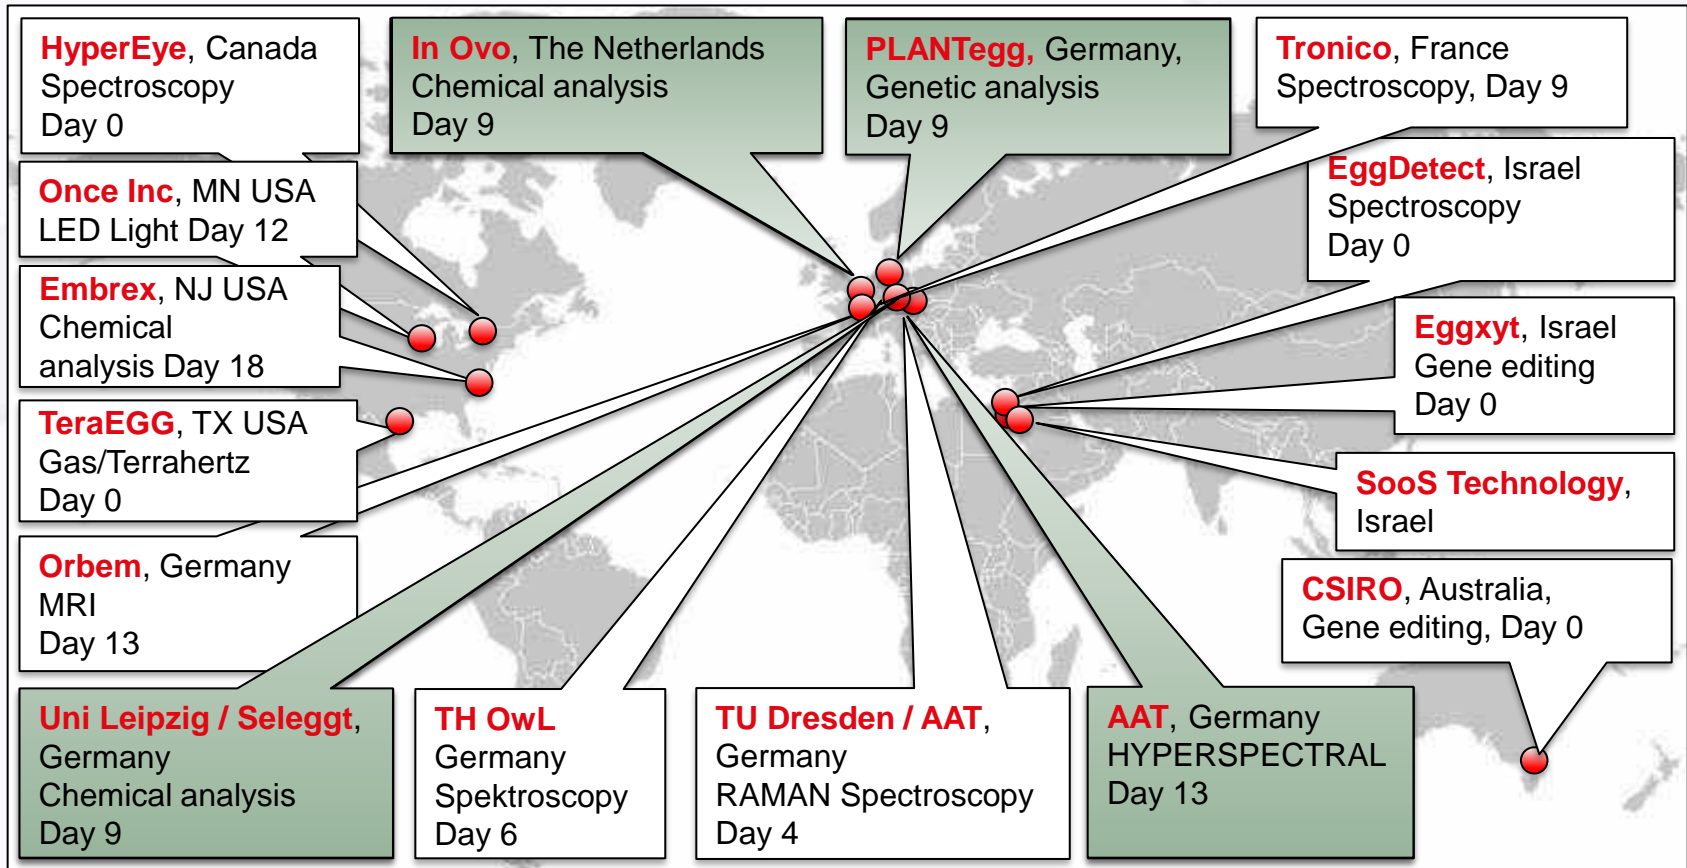 HyperEye, Canada
Spectroscopy
Day 0
In Ovo, The Netherlands
Chemical analysis
Day 9
PLANTegg, Germany,
Genetic analysis
Day 9
Tronico, France
Spectroscopy, Day 9
Once Inc, MN USA
LED Light Day 12
EggDetect, Israel
Spectroscopy
Day 0
Embrex, NJ USA
Chemical
analysis Day 18
Eggxyt, Israel
Gene editing
Day 0
TeraEGG, TX USA
Gas/Terrahertz
Day 0
SooS Technology,
Israel
Orbem, Germany
MRI
Day 13
CSIRO, Australia,
Gene editing, Day 0
Uni Leipzig / Seleggt,
Germany
Chemical analysis
Day 9
TH OwL
Germany
Spektroscopy
Day 6
TU Dresden / AAT,
Germany
RAMAN Spectroscopy
Day 4
AAT, Germany
HYPERSPECTRAL
Day 13